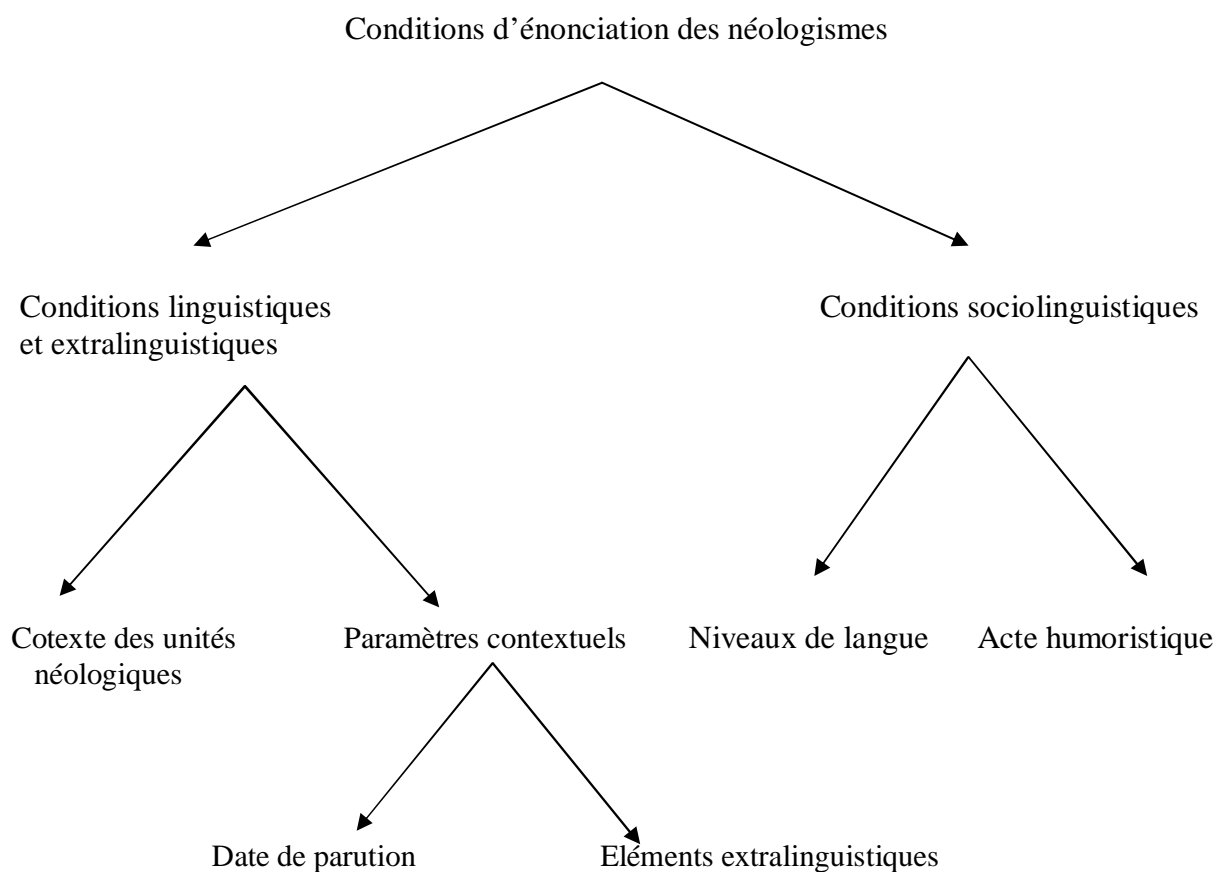 Conditions d’énonciation des néologismes
Conditions linguistiques
et extralinguistiques
Conditions sociolinguistiques
Cotexte des unités
néologiques
Paramètres contextuels
Niveaux de langue
Acte humoristique
Date de parution
Eléments extralinguistiques